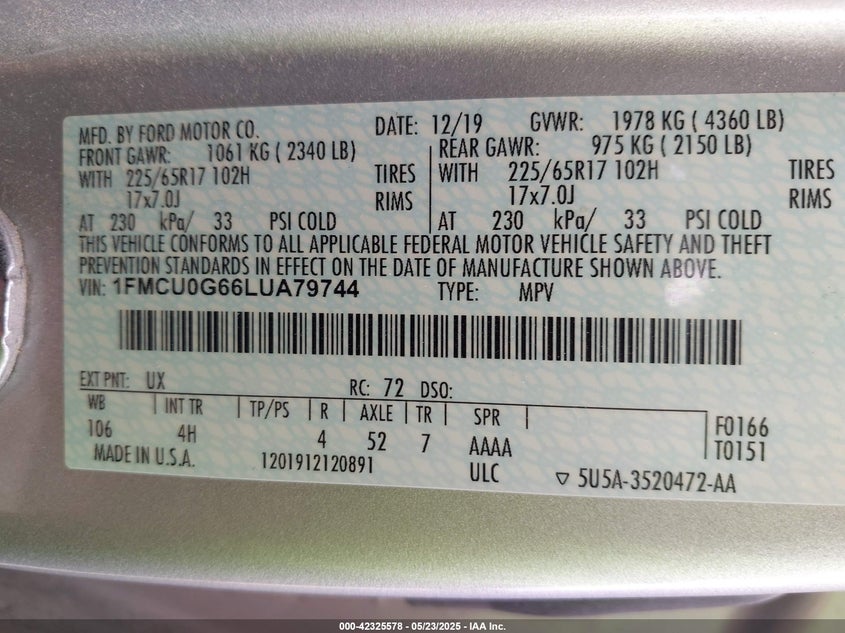 MFD. BY FORD MOTOR CO. DATE: 12/19 GVWR: 1978 KG ( 4360 LB)
FRONT GAWR: 1061 KG ( 2340 LB) REAR GAWR: 975 KG ( 2150 LB)
WITH 225/65R17 102H TIRES WITH 225/65R17 102H TIRES
17x7.0J RIMS 17x7.0J RIMS
AT 230 kPa/ 33 PSI COLD AT 230 kPa/ 33 PSI COLD
THIS VEHICLE CONFORMS TO ALL APPLICABLE FEDERAL MOTOR VEHICLE SAFETY AND THEFT
PREVENTION STANDARDS IN EFFECT ON THE DATE OF MANUFACTURE SHOWN ABOVE.
VIN: 1FMCU0G66LUA79744 TYPE: MPV
EXT PNT: UX RC: 72 DSO:
WB INT TR TP/PS R AXLE TR SPR F0166
106 4H 4 52 7 AAAA T0151
MADE IN U.S.A. 1201912120891 ULC ▽ 5U5A-3520472-AA
000-42325578 - 05/23/2025 - IAA Inc.